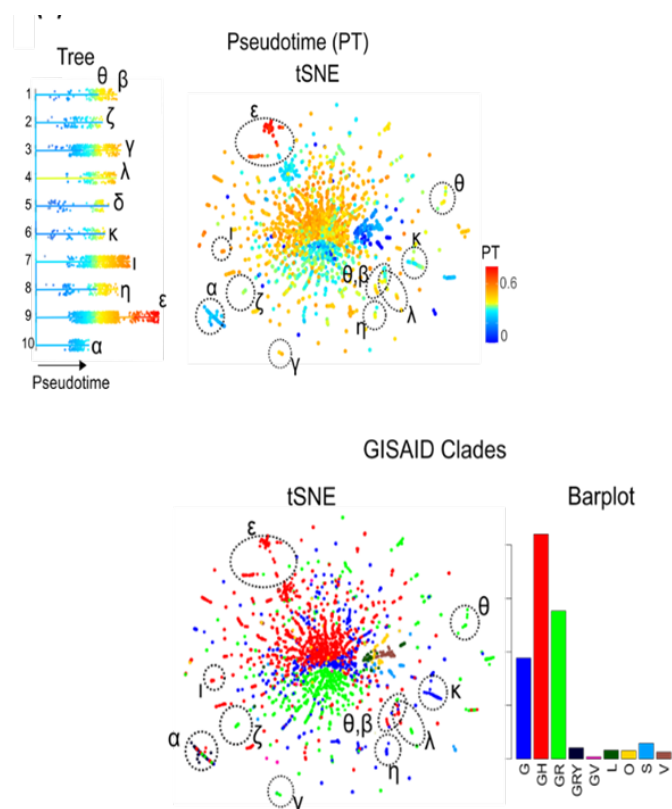 Pseudotime (PT)
Tree
tSNE
θ β
1
2 ζ
3 γ
4 λ
5 δ
6 κ
7 ι
8 η
9 ε
10 α
Pseudotime
ε
θ
κ
ι
α
ζ
θ,β
λ
η
γ
PT
0.6
0
GISAID Clades
tSNE
Barplot
ε
θ
ι
κ
α
ζ
θ,β
λ
η
γ
G
GH
GR
GRY
GV
L
O
S
V